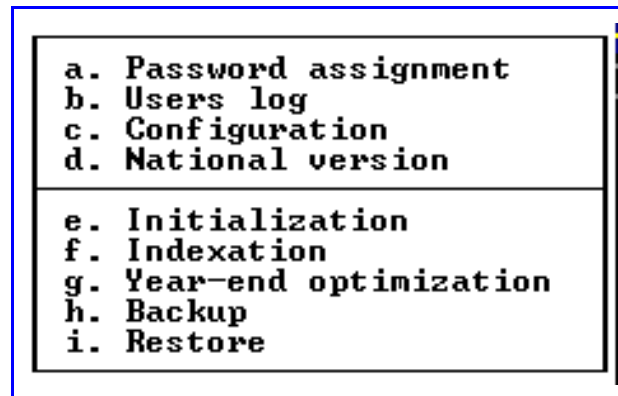 a. Password assignment
b. Users log
c. Configuration
d. National version
e. Initialization
f. Indexation
g. Year-end optimization
h. Backup
i. Restore